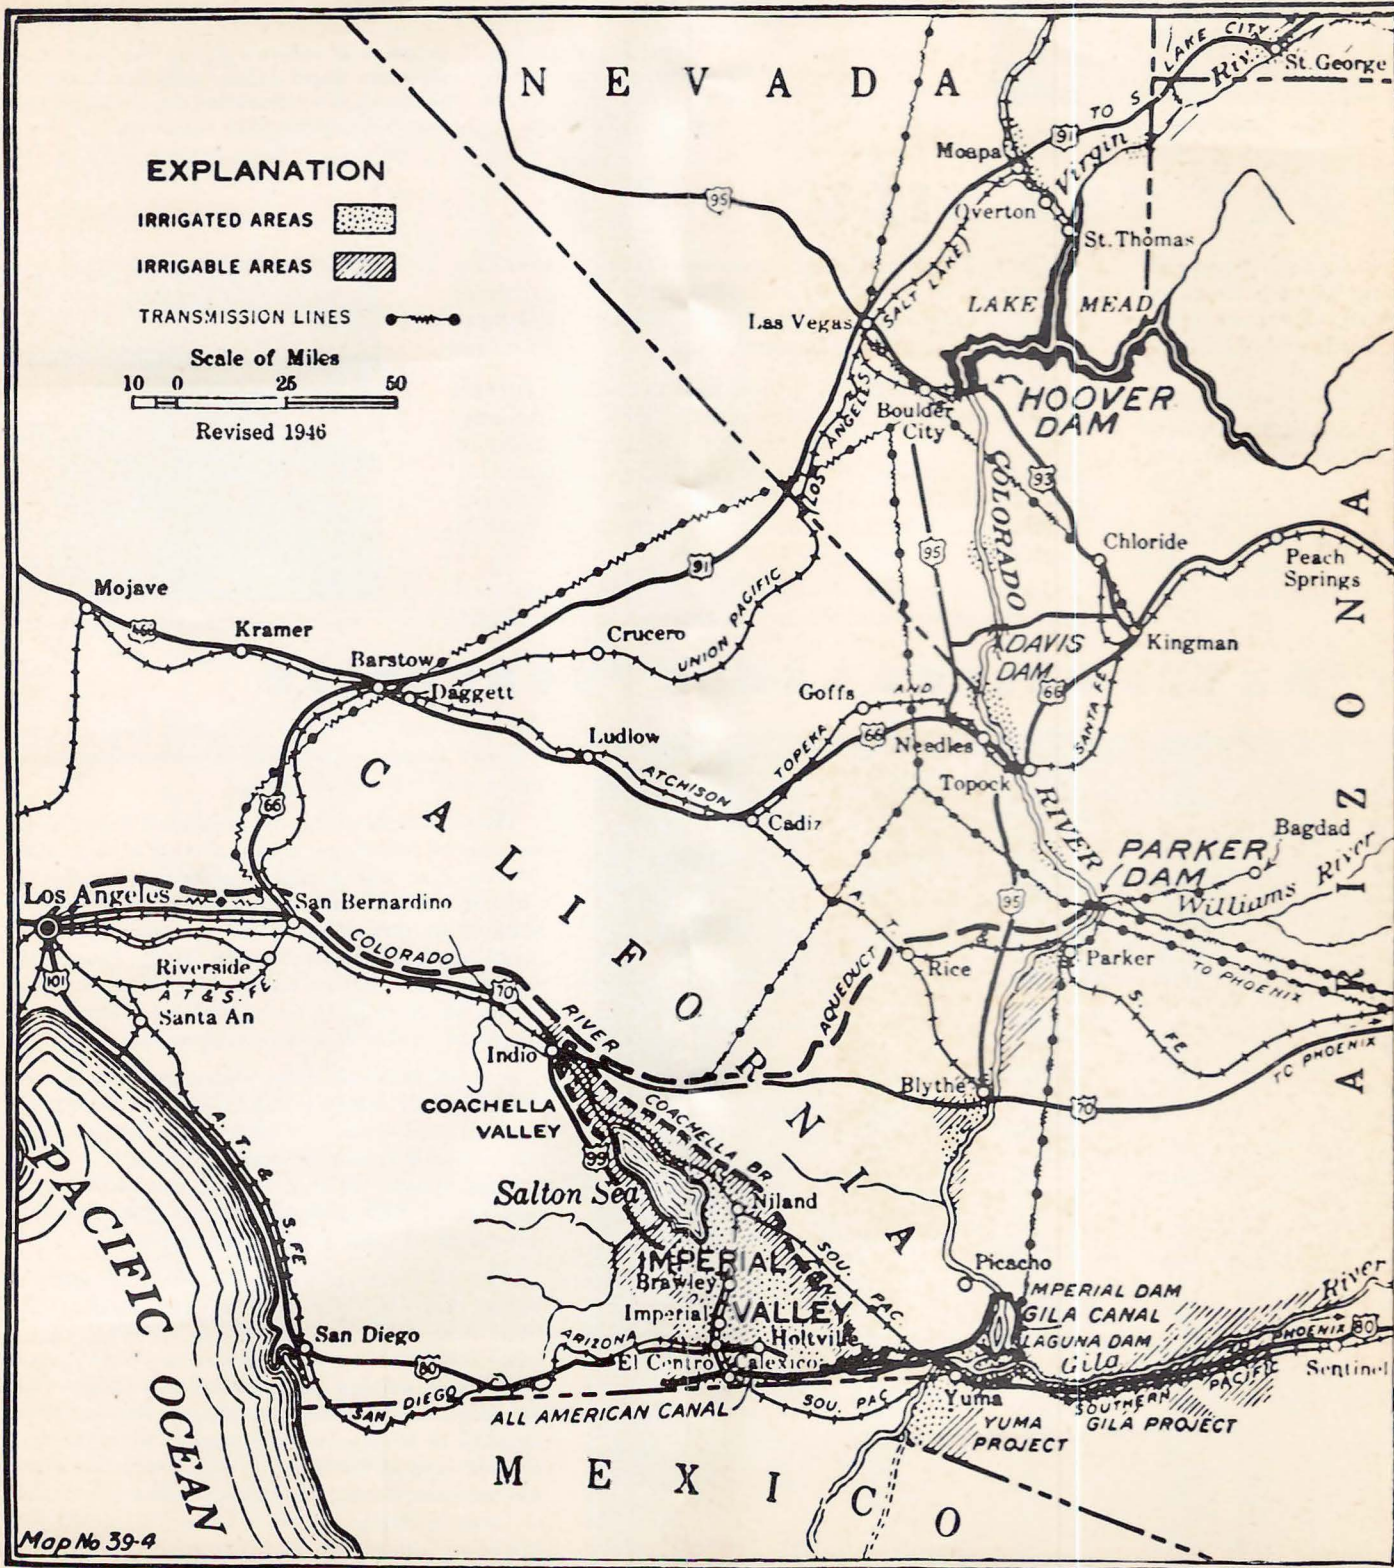 NEVADA
TO S. LAKE CITY
St. George
River
EXPLANATION
IRRIGATED AREAS
IRRIGABLE AREAS
TRANSMISSION LINES
Scale of Miles
10 0 25 50
Revised 1946
95
91
Moapa
Virgin
Overton
St. Thomas
SALT LAKE)
LAKE MEAD
Las Vegas
HOOVER
DAM
Boulder
City
(LOS ANGELES
93
COLORADO
95
91
Chloride
Peach
Springs
UNION PACIFIC
Mojave
466
Kramer
Crucero
Kingman
DAVIS
DAM
Barstow
Daggett
Goffs
AND
66
SANTA FE
Ludlow
TOPEKA
66
Needles
ATCHISON
Topock
Cadiz
RIVER
66
CALIFORNIA
ARIZONA
Bagdad
PARKER
DAM
Williams River
Los Angeles
San Bernardino
95
A. T.
COLORADO
Riverside
AQUEDUCT
Rice
Parker
TO PHOENIX
101
A T & S. FE
70
Santa An
RIVER
S. FE
Indio
Blythe
TO PHOENIX
70
COACHELLA
VALLEY
COACHELLA BR
99
A. T. & S. FE
Salton Sea
Niland
PACIFIC OCEAN
IMPERIAL
SOU. PAC.
CANAL
Picacho
Brawley
IMPERIAL DAM
River
Imperial
VALLEY
GILA CANAL
San Diego
ARIZONA
Holtville
LAGUNA DAM
TO PHOENIX
80
80
El Centro
Calexico
Gila
Sentinel
SAN DIEGO
Yuma
SOUTHERN PACIFIC
ALL AMERICAN CANAL
SOU. PAC
YUMA
PROJECT
GILA PROJECT
MEXICO
Map No 39-4